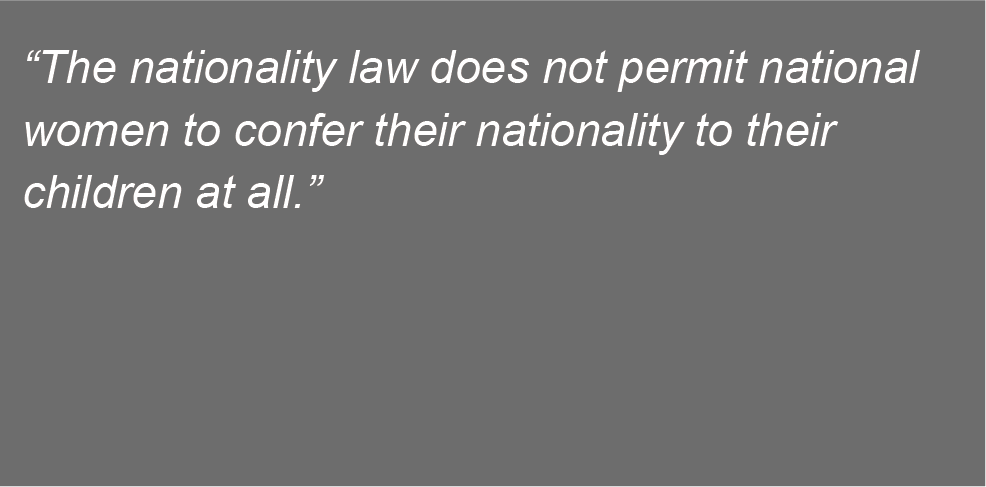 “The nationality law does not permit national
women to confer their nationality to their
children at all.”